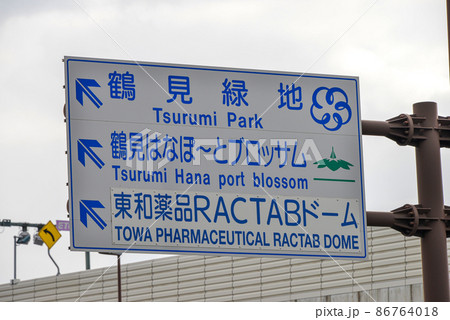 鶴見緑地
Tsurumi Park
鶴見はなぽ～とブロッサム
Tsurumi Hana port blossom
東和薬品RACTABドーム
TOWA PHARMACEUTICAL RACTAB DOME
pixta.jp - 86764018